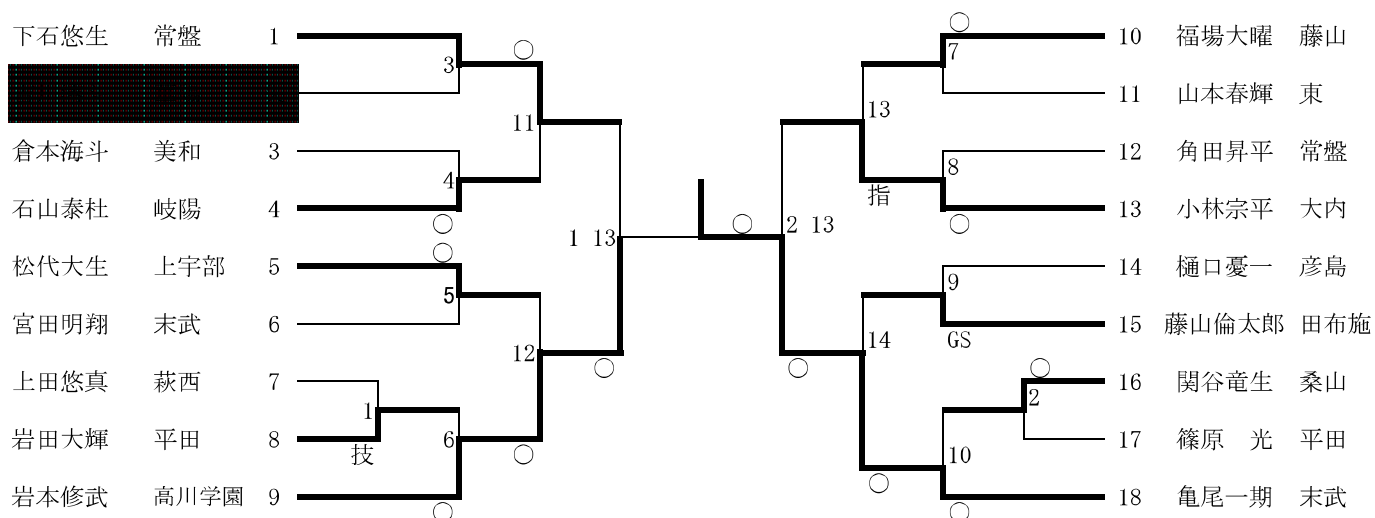 下石悠生 常盤 1
3
11
倉本海斗 美和 3
4
石山泰杜 岐陽 4
1 13
松代大生 上宇部 5
5
宮田明翔 末武 6
12
上田悠真 萩西 7
1
岩田大輝 平田 8
技
6
岩本修武 高川学園 9
10 福場大曜 藤山
7
11 山本春輝 東
13
12 角田昇平 常盤
8
指
13 小林宗平 大内
2 13
14 樋口憂一 彦島
9
15 藤山倫太郎 田布施
GS
14
16 関谷竜生 桑山
2
17 篠原 光 平田
10
18 亀尾一期 末武